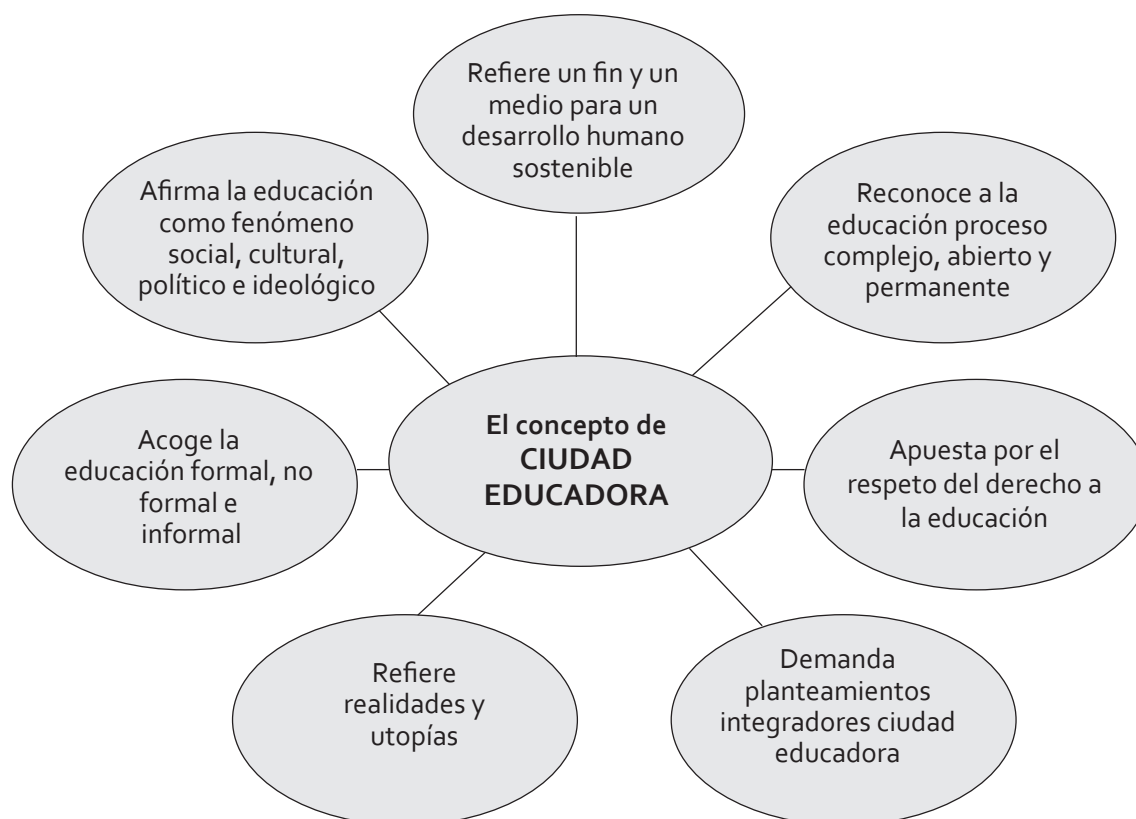 Refiere un fin y un
medio para un
desarrollo humano
sostenible
Afirma la educación
como fenómeno
social, cultural,
político e ideológico
Reconoce a la
educación proceso
complejo, abierto y
permanente
Acoge la
educación formal, no
formal e
informal
El concepto de
CIUDAD
EDUCADORA
Apuesta por el
respeto del derecho a
la educación
Refiere
realidades y
utopías
Demanda
planteamientos
integradores ciudad
educadora